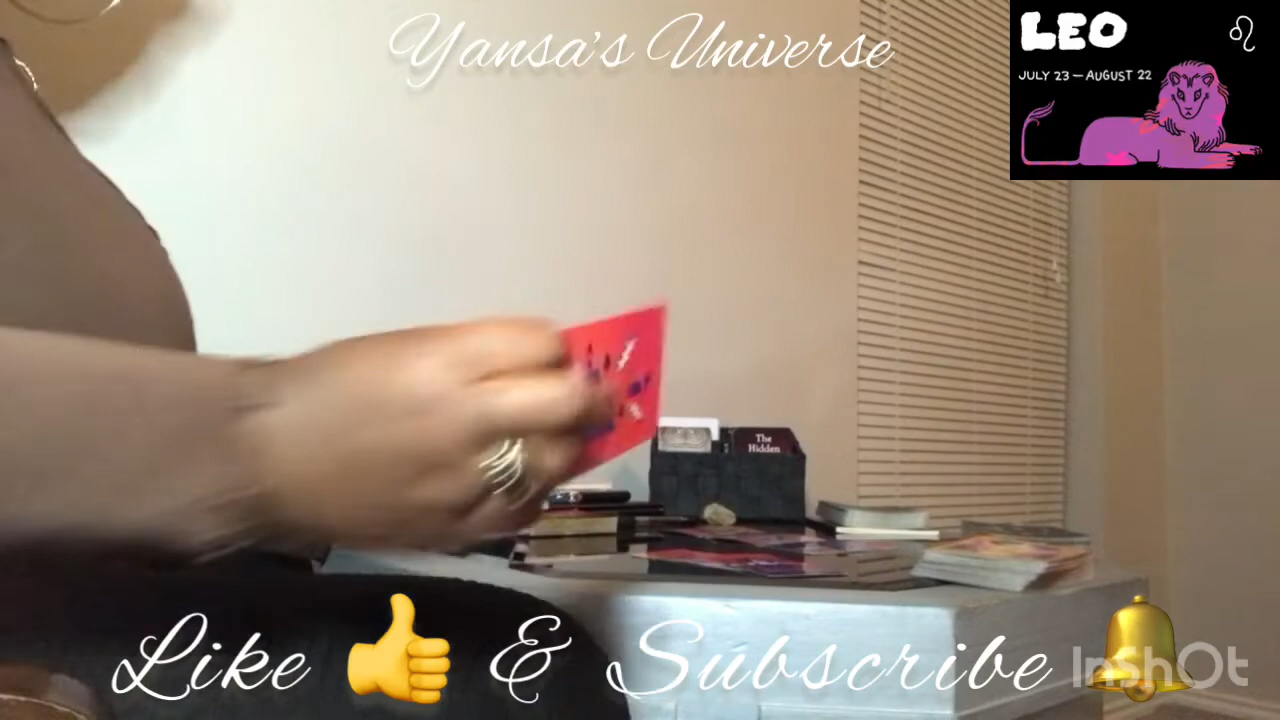 Yansa's Universe
LEO
JULY 23 — AUGUST 22
The
Hidden
Like 👍 & Subscribe 🔔
InShOt